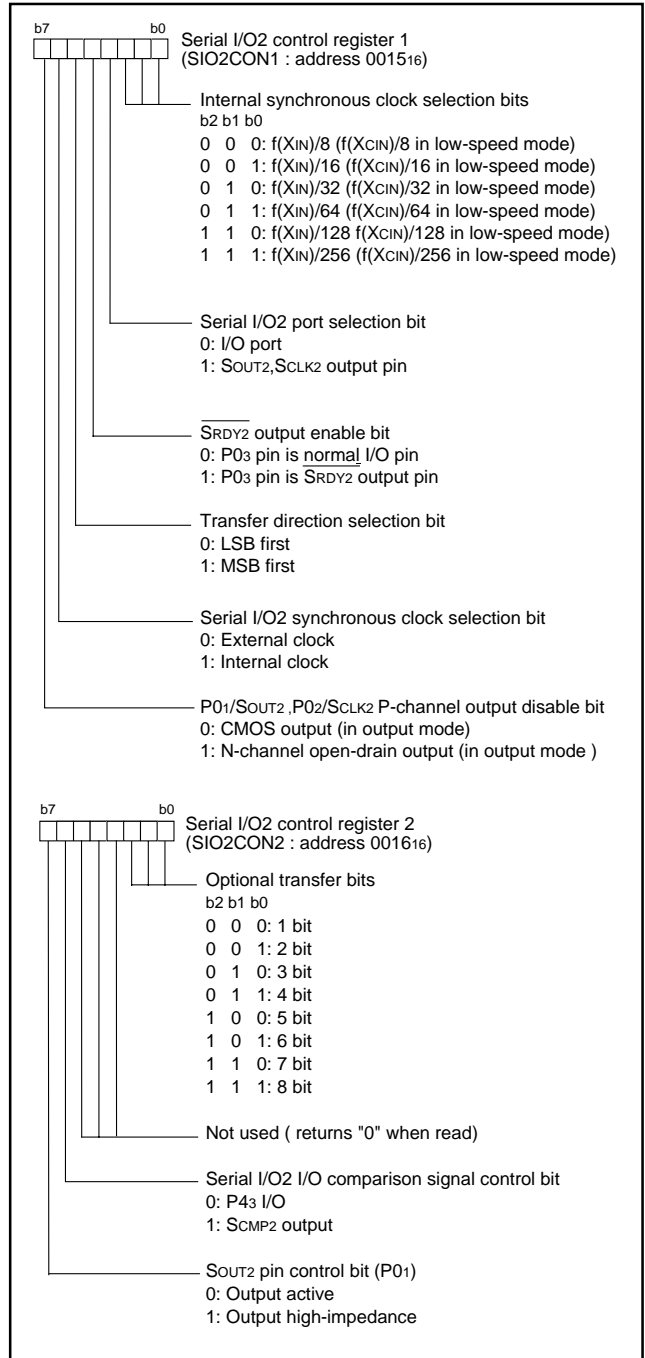 b7 b0
Serial I/O2 control register 1
(SIO2CON1 : address 001516)
Internal synchronous clock selection bits
b2 b1 b0
0 0 0: f(XIN)/8 (f(XCIN)/8 in low-speed mode)
0 0 1: f(XIN)/16 (f(XCIN)/16 in low-speed mode)
0 1 0: f(XIN)/32 (f(XCIN)/32 in low-speed mode)
0 1 1: f(XIN)/64 (f(XCIN)/64 in low-speed mode)
1 1 0: f(XIN)/128 f(XCIN)/128 in low-speed mode)
1 1 1: f(XIN)/256 (f(XCIN)/256 in low-speed mode)
Serial I/O2 port selection bit
0: I/O port
1: SOUT2,SCLK2 output pin
SRDY2 output enable bit
0: P03 pin is normal I/O pin
1: P03 pin is SRDY2 output pin
Transfer direction selection bit
0: LSB first
1: MSB first
Serial I/O2 synchronous clock selection bit
0: External clock
1: Internal clock
P01/SOUT2 ,P02/SCLK2 P-channel output disable bit
0: CMOS output (in output mode)
1: N-channel open-drain output (in output mode )
b7 b0
Serial I/O2 control register 2
(SIO2CON2 : address 001616)
Optional transfer bits
b2 b1 b0
0 0 0: 1 bit
0 0 1: 2 bit
0 1 0: 3 bit
0 1 1: 4 bit
1 0 0: 5 bit
1 0 1: 6 bit
1 1 0: 7 bit
1 1 1: 8 bit
Not used ( returns "0" when read)
Serial I/O2 I/O comparison signal control bit
0: P43 I/O
1: SCMP2 output
SOUT2 pin control bit (P01)
0: Output active
1: Output high-impedance